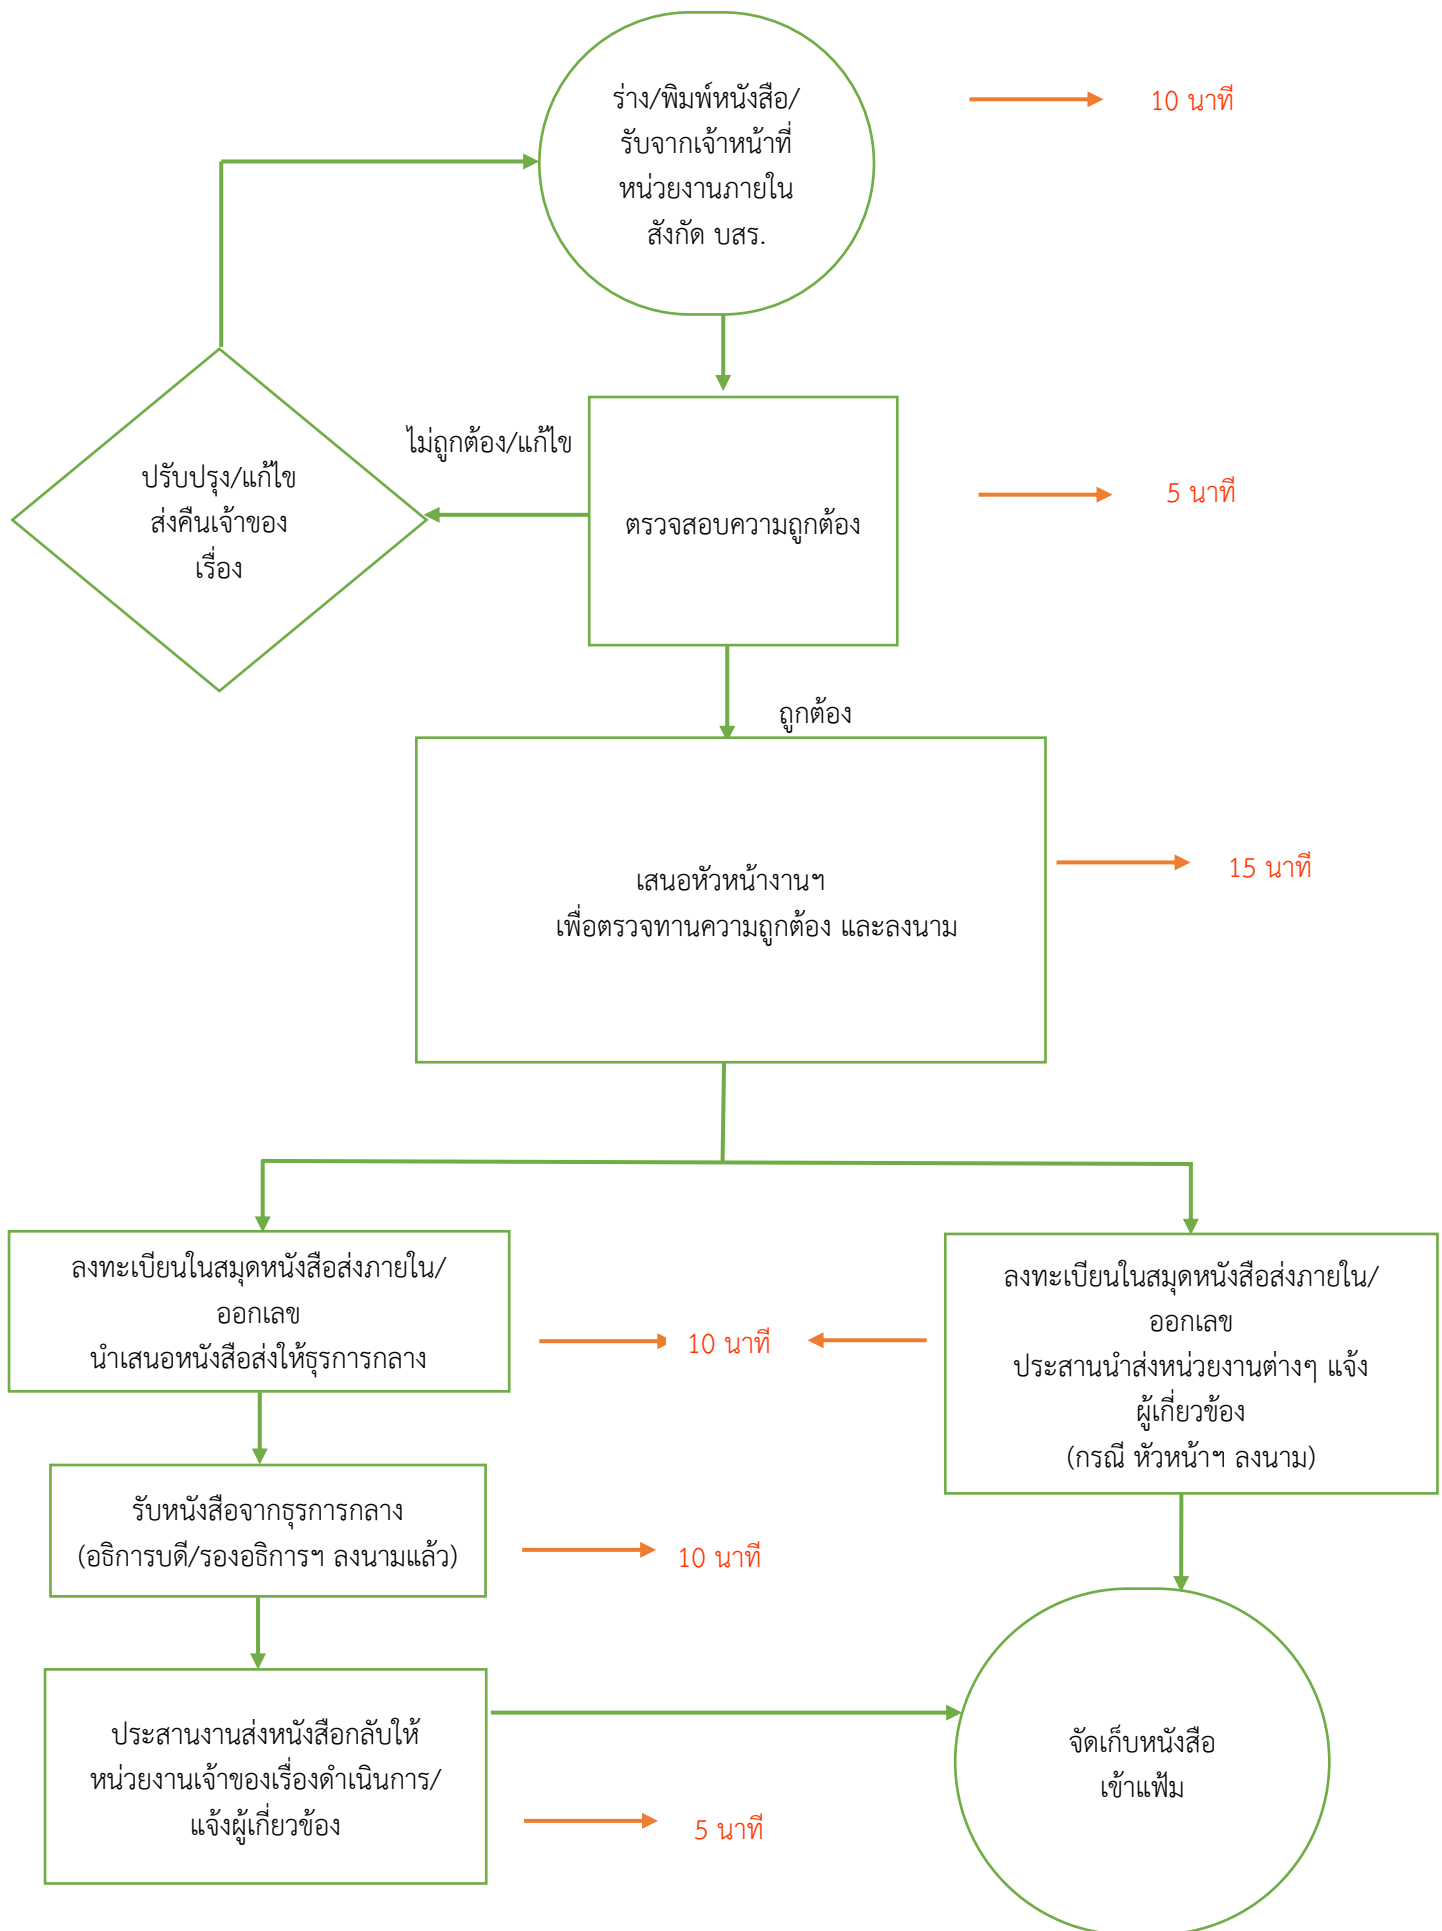 ร่าง/พิมพ์หนังสือ/
รับจากเจ้าหน้าที่
หน่วยงานภายใน
สังกัด บสร.
10 นาที
ไม่ถูกต้อง/แก้ไข
ปรับปรุง/แก้ไข
ส่งคืนเจ้าของ
เรื่อง
ตรวจสอบความถูกต้อง
5 นาที
ถูกต้อง
เสนอหัวหน้างานฯ
เพื่อตรวจทานความถูกต้อง และลงนาม
15 นาที
ลงทะเบียนในสมุดหนังสือส่งภายใน/
ออกเลข
นำเสนอหนังสือส่งให้ธุรการกลาง
10 นาที
ลงทะเบียนในสมุดหนังสือส่งภายใน/
ออกเลข
ประสานนำส่งหน่วยงานต่างๆ แจ้ง
ผู้เกี่ยวข้อง
(กรณี หัวหน้าฯ ลงนาม)
รับหนังสือจากธุรการกลาง
(อธิการบดี/รองอธิการฯ ลงนามแล้ว)
10 นาที
ประสานงานส่งหนังสือกลับให้
หน่วยงานเจ้าของเรื่องดำเนินการ/
แจ้งผู้เกี่ยวข้อง
5 นาที
จัดเก็บหนังสือ
เข้าแฟ้ม